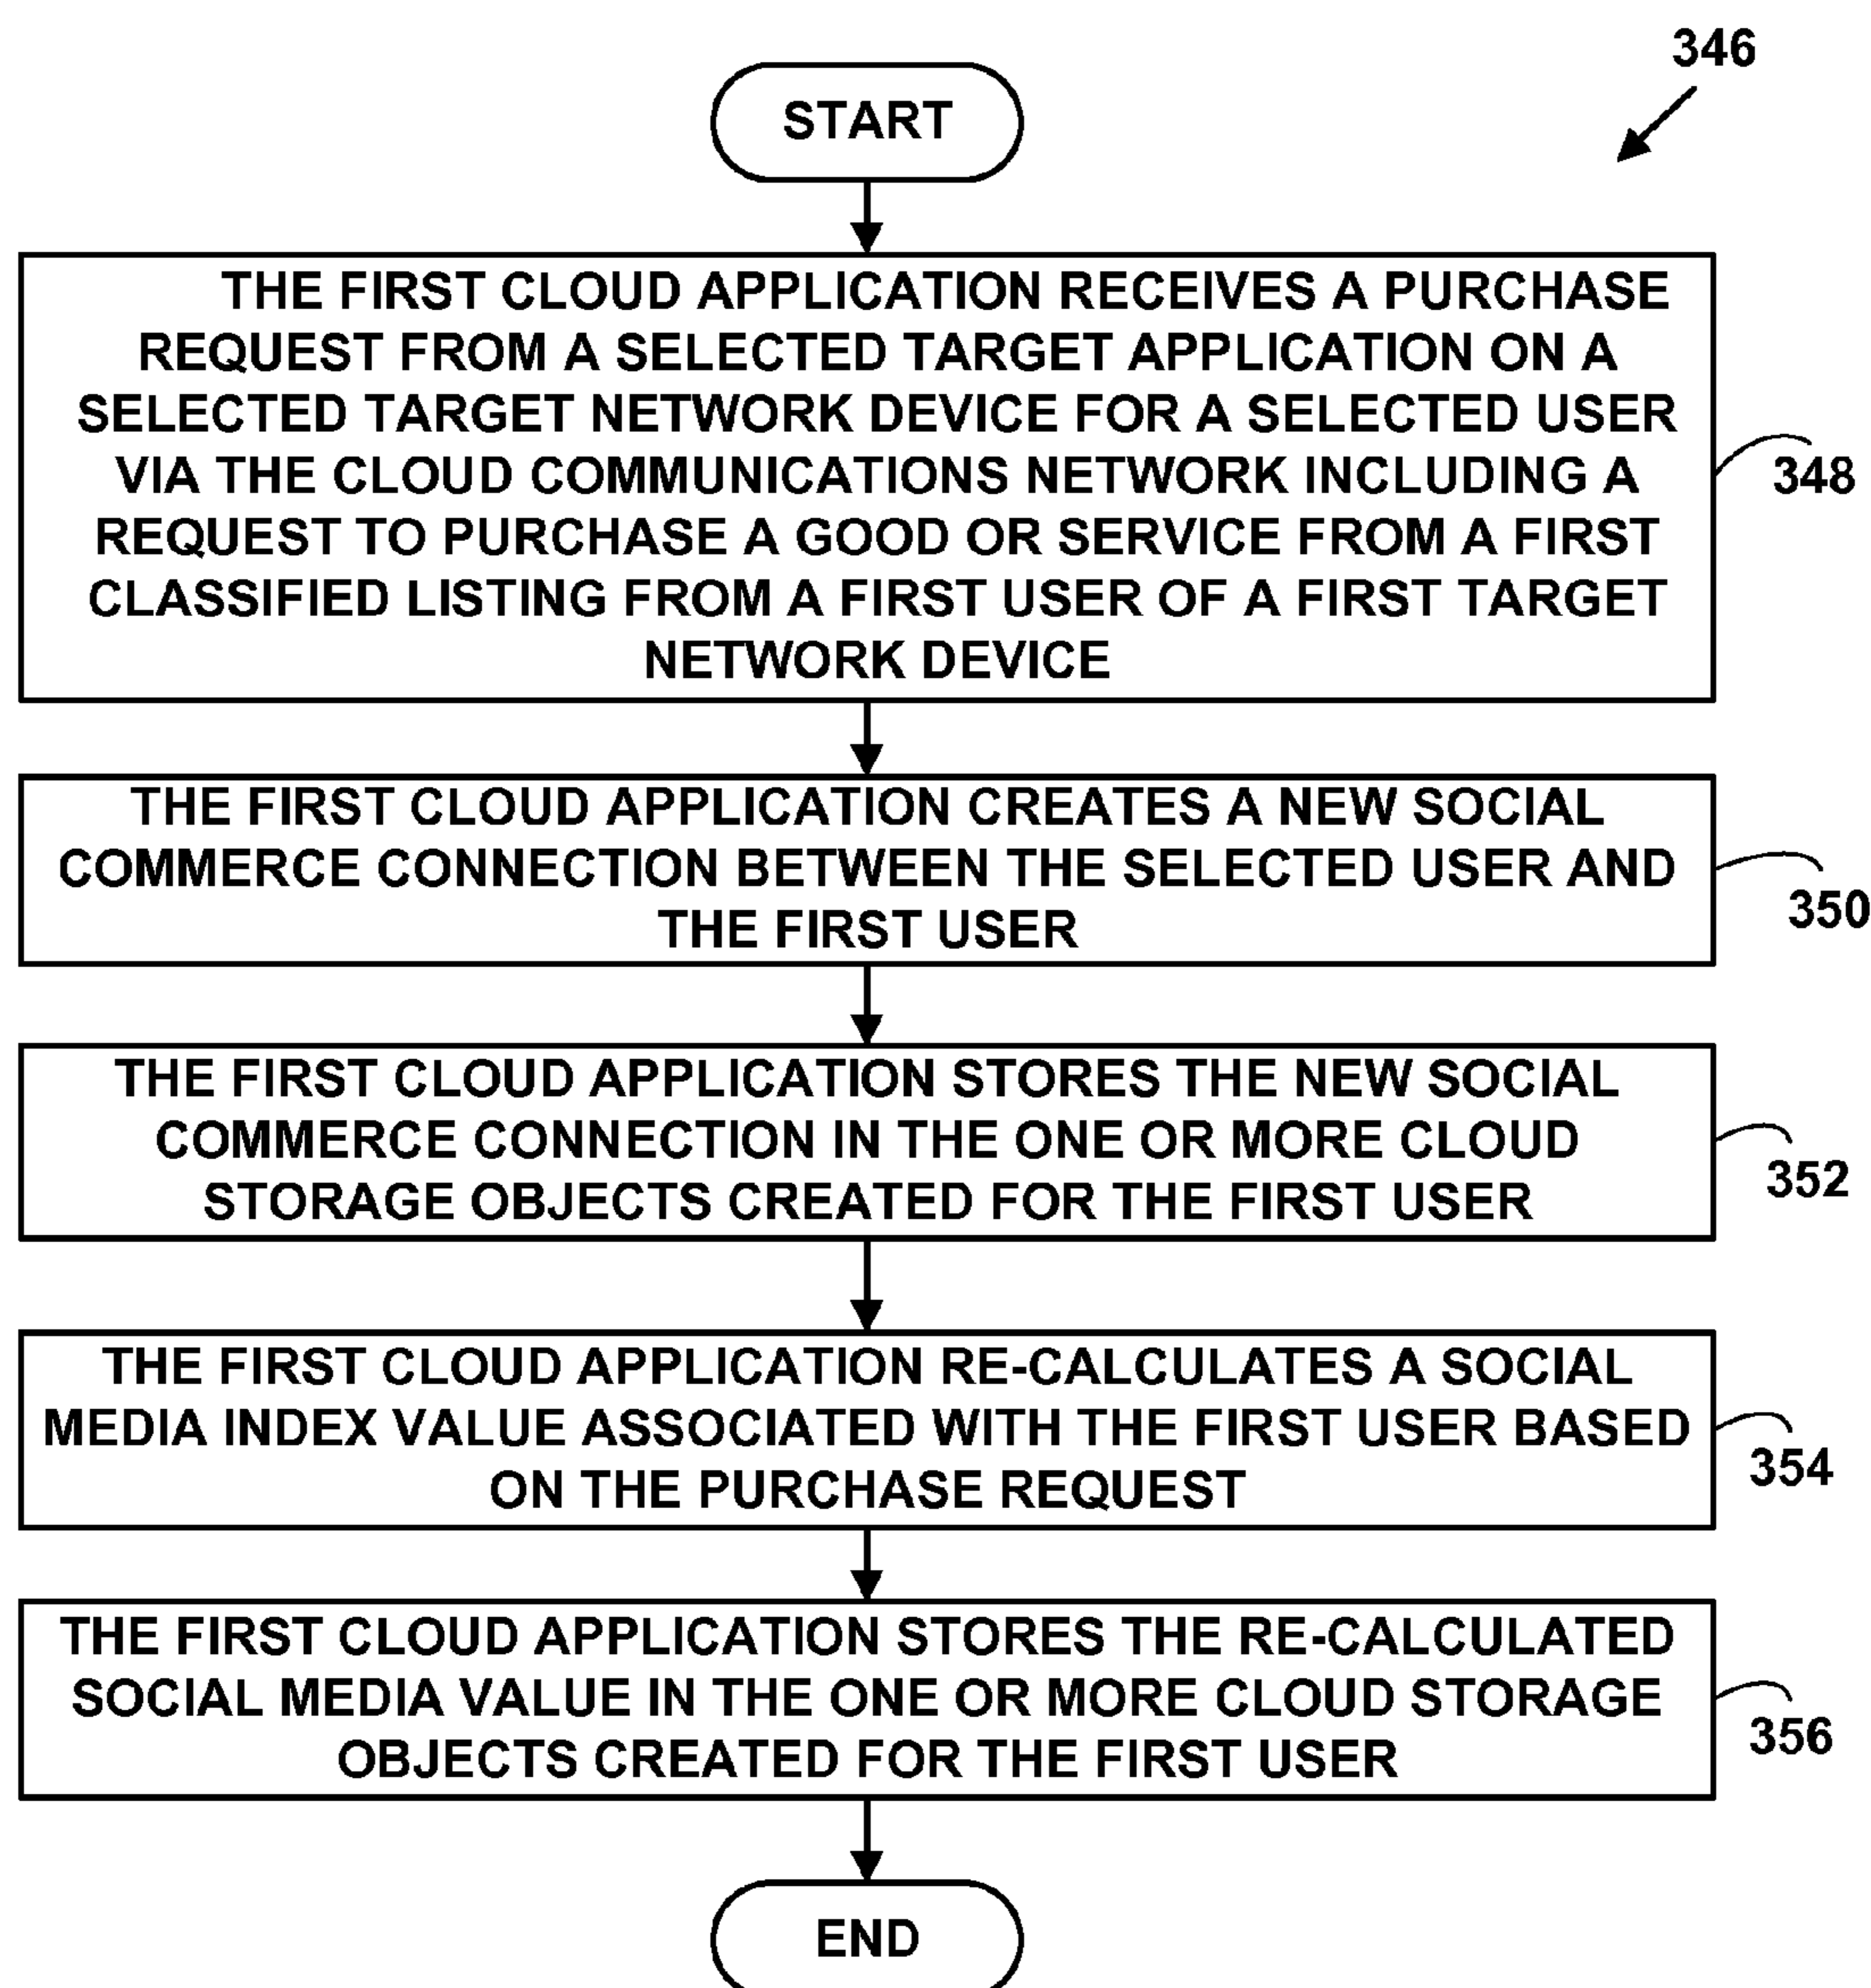 346
START
THE FIRST CLOUD APPLICATION RECEIVES A PURCHASE
REQUEST FROM A SELECTED TARGET APPLICATION ON A
SELECTED TARGET NETWORK DEVICE FOR A SELECTED USER
VIA THE CLOUD COMMUNICATIONS NETWORK INCLUDING A
REQUEST TO PURCHASE A GOOD OR SERVICE FROM A FIRST
CLASSIFIED LISTING FROM A FIRST USER OF A FIRST TARGET
NETWORK DEVICE
348
THE FIRST CLOUD APPLICATION CREATES A NEW SOCIAL
COMMERCE CONNECTION BETWEEN THE SELECTED USER AND
THE FIRST USER
350
THE FIRST CLOUD APPLICATION STORES THE NEW SOCIAL
COMMERCE CONNECTION IN THE ONE OR MORE CLOUD
STORAGE OBJECTS CREATED FOR THE FIRST USER
352
THE FIRST CLOUD APPLICATION RE-CALCULATES A SOCIAL
MEDIA INDEX VALUE ASSOCIATED WITH THE FIRST USER BASED
ON THE PURCHASE REQUEST
354
THE FIRST CLOUD APPLICATION STORES THE RE-CALCULATED
SOCIAL MEDIA VALUE IN THE ONE OR MORE CLOUD STORAGE
OBJECTS CREATED FOR THE FIRST USER
356
END